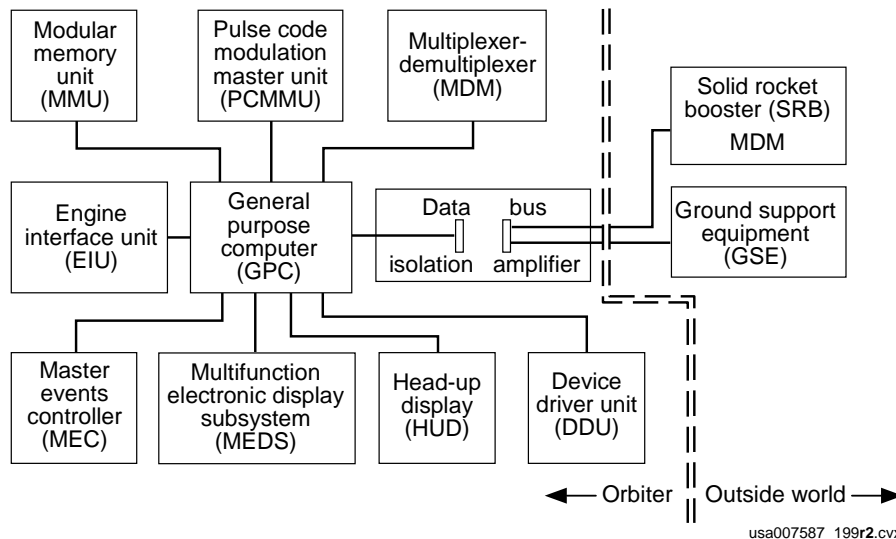 Modular
memory
unit
(MMU)
Pulse code
modulation
master unit
(PCMMU)
Multiplexer-
demultiplexer
(MDM)
Solid rocket
booster (SRB)
MDM
Engine
interface unit
(EIU)
General
purpose
computer
(GPC)
Data bus
isolation amplifier
Ground support
equipment
(GSE)
Master
events
controller
(MEC)
Multifunction
electronic display
subsystem
(MEDS)
Head-up
display
(HUD)
Device
driver unit
(DDU)
Orbiter
Outside world
usa007587_199r2.cvx